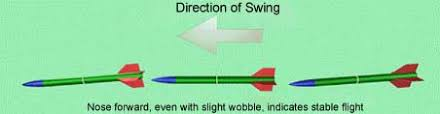 Direction of Swing
Nose forward, even with slight wobble, indicates stable flight